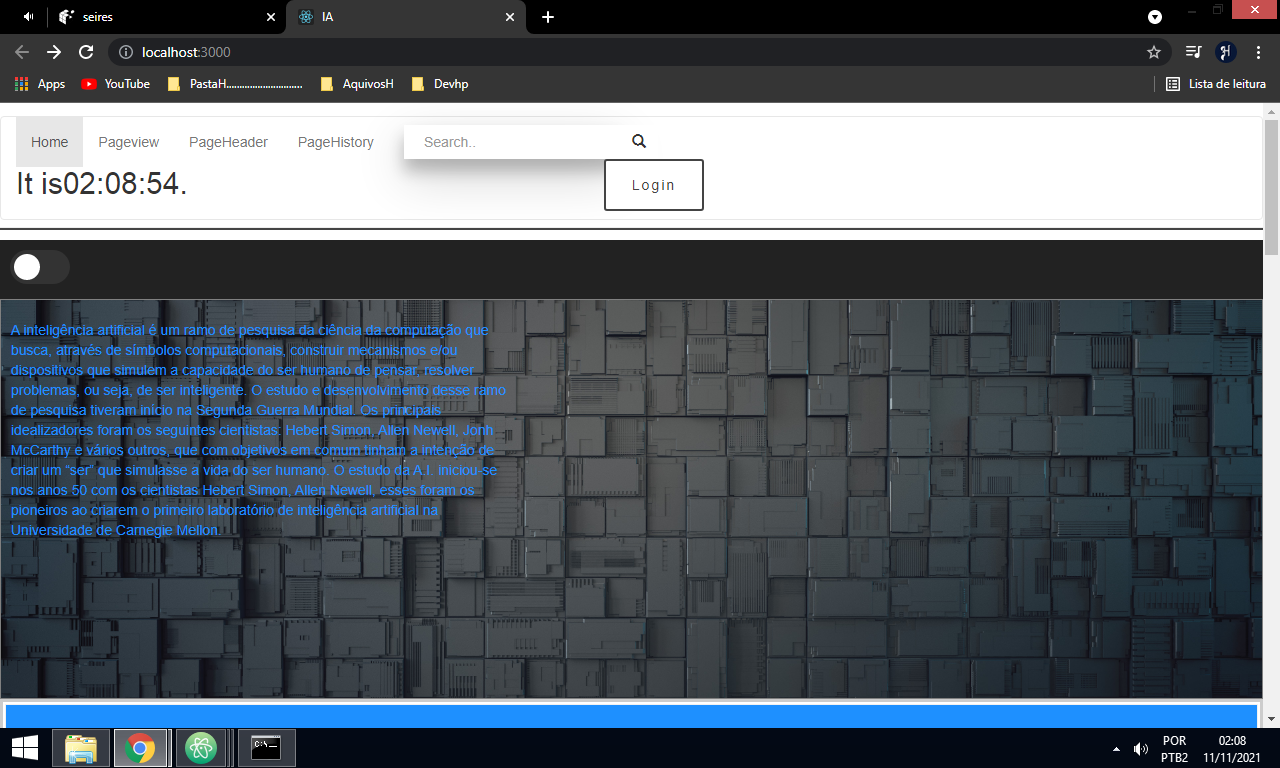 seires
IA
localhost:3000
Apps
YouTube
PastaH.............................
AquivosH
Devhp
Lista de leitura
Home
Pageview
PageHeader
PageHistory
Search..
It is02:08:54.
Login
A inteligência artificial é um ramo de pesquisa da ciência da computação que
busca, através de símbolos computacionais, construir mecanismos e/ou
dispositivos que simulem a capacidade do ser humano de pensar, resolver
problemas, ou seja, de ser inteligente. O estudo e desenvolvimento desse ramo
de pesquisa tiveram início na Segunda Guerra Mundial. Os principais
idealizadores foram os seguintes cientistas: Hebert Simon, Allen Newell, Jonh
McCarthy e vários outros, que com objetivos em comum tinham a intenção de
criar um "ser" que simulasse a vida do ser humano. O estudo da A.I. iniciou-se
nos anos 50 com os cientistas Hebert Simon, Allen Newell, esses foram os
pioneiros ao criarem o primeiro laboratório de inteligência artificial na
Universidade de Carnegie Mellon.
C:\_
POR
PTB2
02:08
11/11/2021